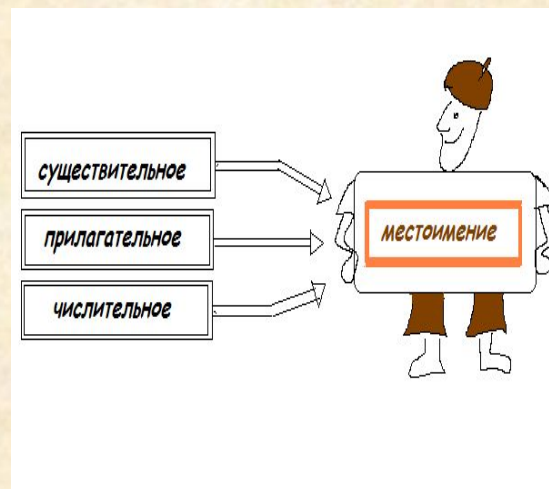 существительное
прилагательное
числительное
местоимение